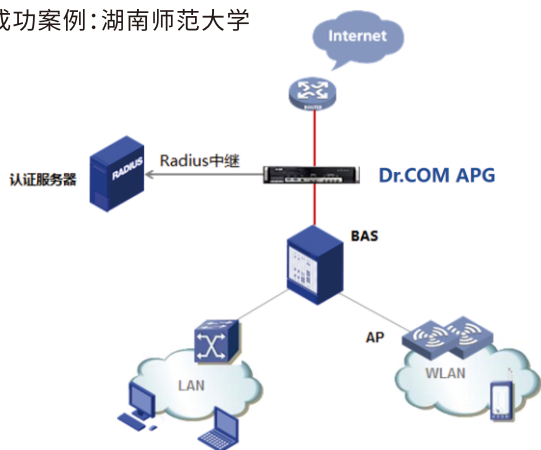 成功案例：湖南师范大学
Internet
ROUTER
Radius中继
RADIUS
认证服务器
Dr.COM APG
BAS
AP
LAN
WLAN